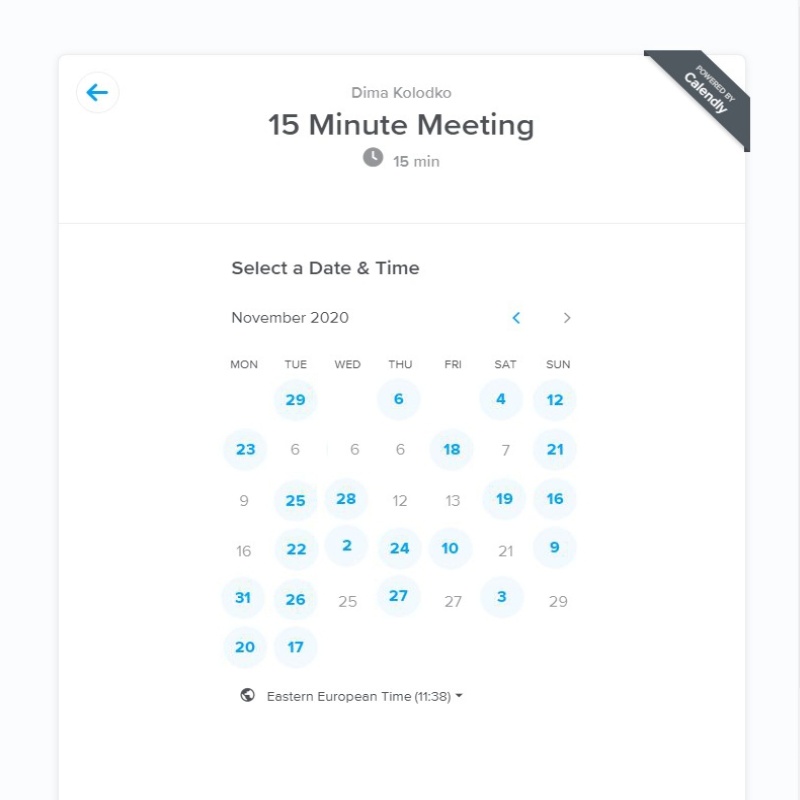 POWERED BY
Calendly
Dima Kolodko
15 Minute Meeting
15 min
Select a Date & Time
November 2020
MON TUE WED THU FRI SAT SUN
29 6 4 12
23 6 6 6 18 7 21
9 25 28 12 13 19 16
16 22 2 24 10 21 9
31 26 25 27 27 3 29
20 17
Eastern European Time (11:38)